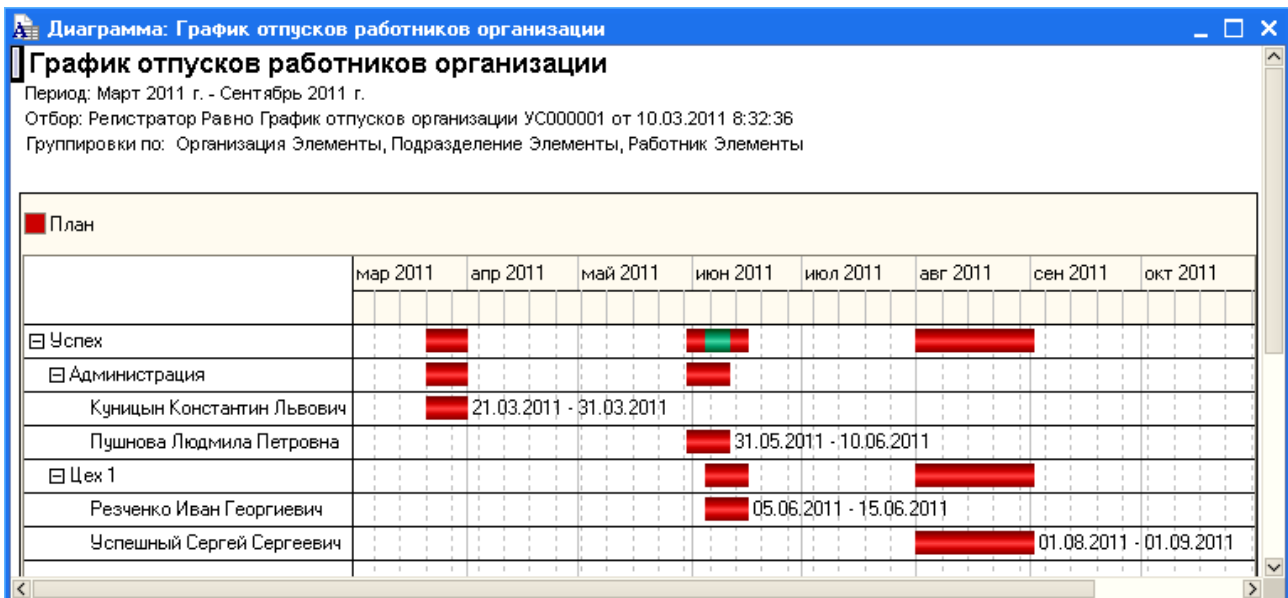 Диаграмма: График отпусков работников организации
График отпусков работников организации
Период: Март 2011 г. - Сентябрь 2011 г.
Отбор: Регистратор Равно График отпусков организации УС000001 от 10.03.2011 8:32:36
Группировки по: Организация Элементы, Подразделение Элементы, Работник Элементы
План
мар 2011 апр 2011 май 2011 июн 2011 июл 2011 авг 2011 сен 2011 окт 2011
Успех
Администрация
Куницын Константин Львович 21.03.2011 - 31.03.2011
Пушнова Людмила Петровна 31.05.2011 - 10.06.2011
Цех 1
Резченко Иван Георгиевич 05.06.2011 - 15.06.2011
Успешный Сергей Сергеевич 01.08.2011 - 01.09.2011